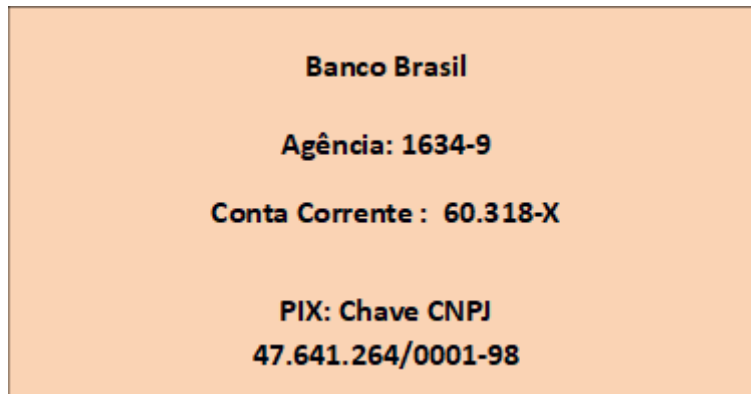 Banco Brasil
Agência: 1634-9
Conta Corrente :  60.318-X
PIX: Chave CNPJ
47.641.264/0001-98